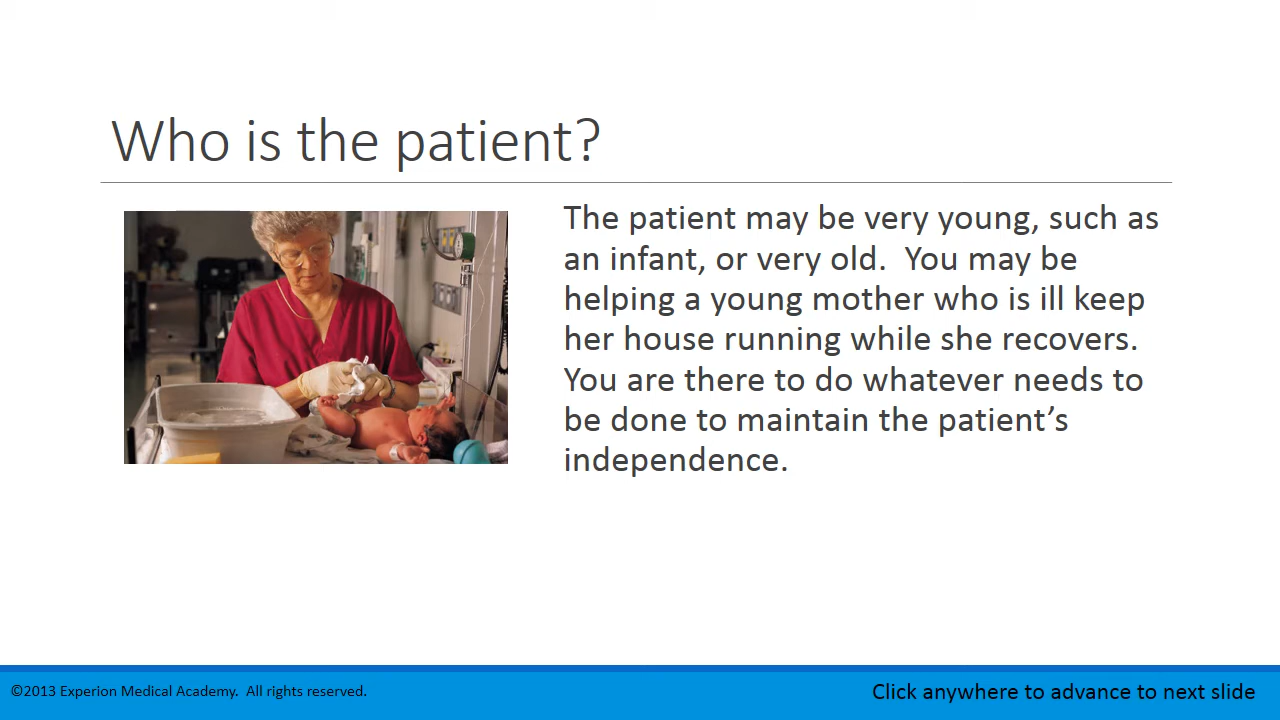 Who is the patient?
The patient may be very young, such as
an infant, or very old.  You may be
helping a young mother who is ill keep
her house running while she recovers.
You are there to do whatever needs to
be done to maintain the patient’s
independence.
©2013 Experion Medical Academy.  All rights reserved.
Click anywhere to advance to next slide